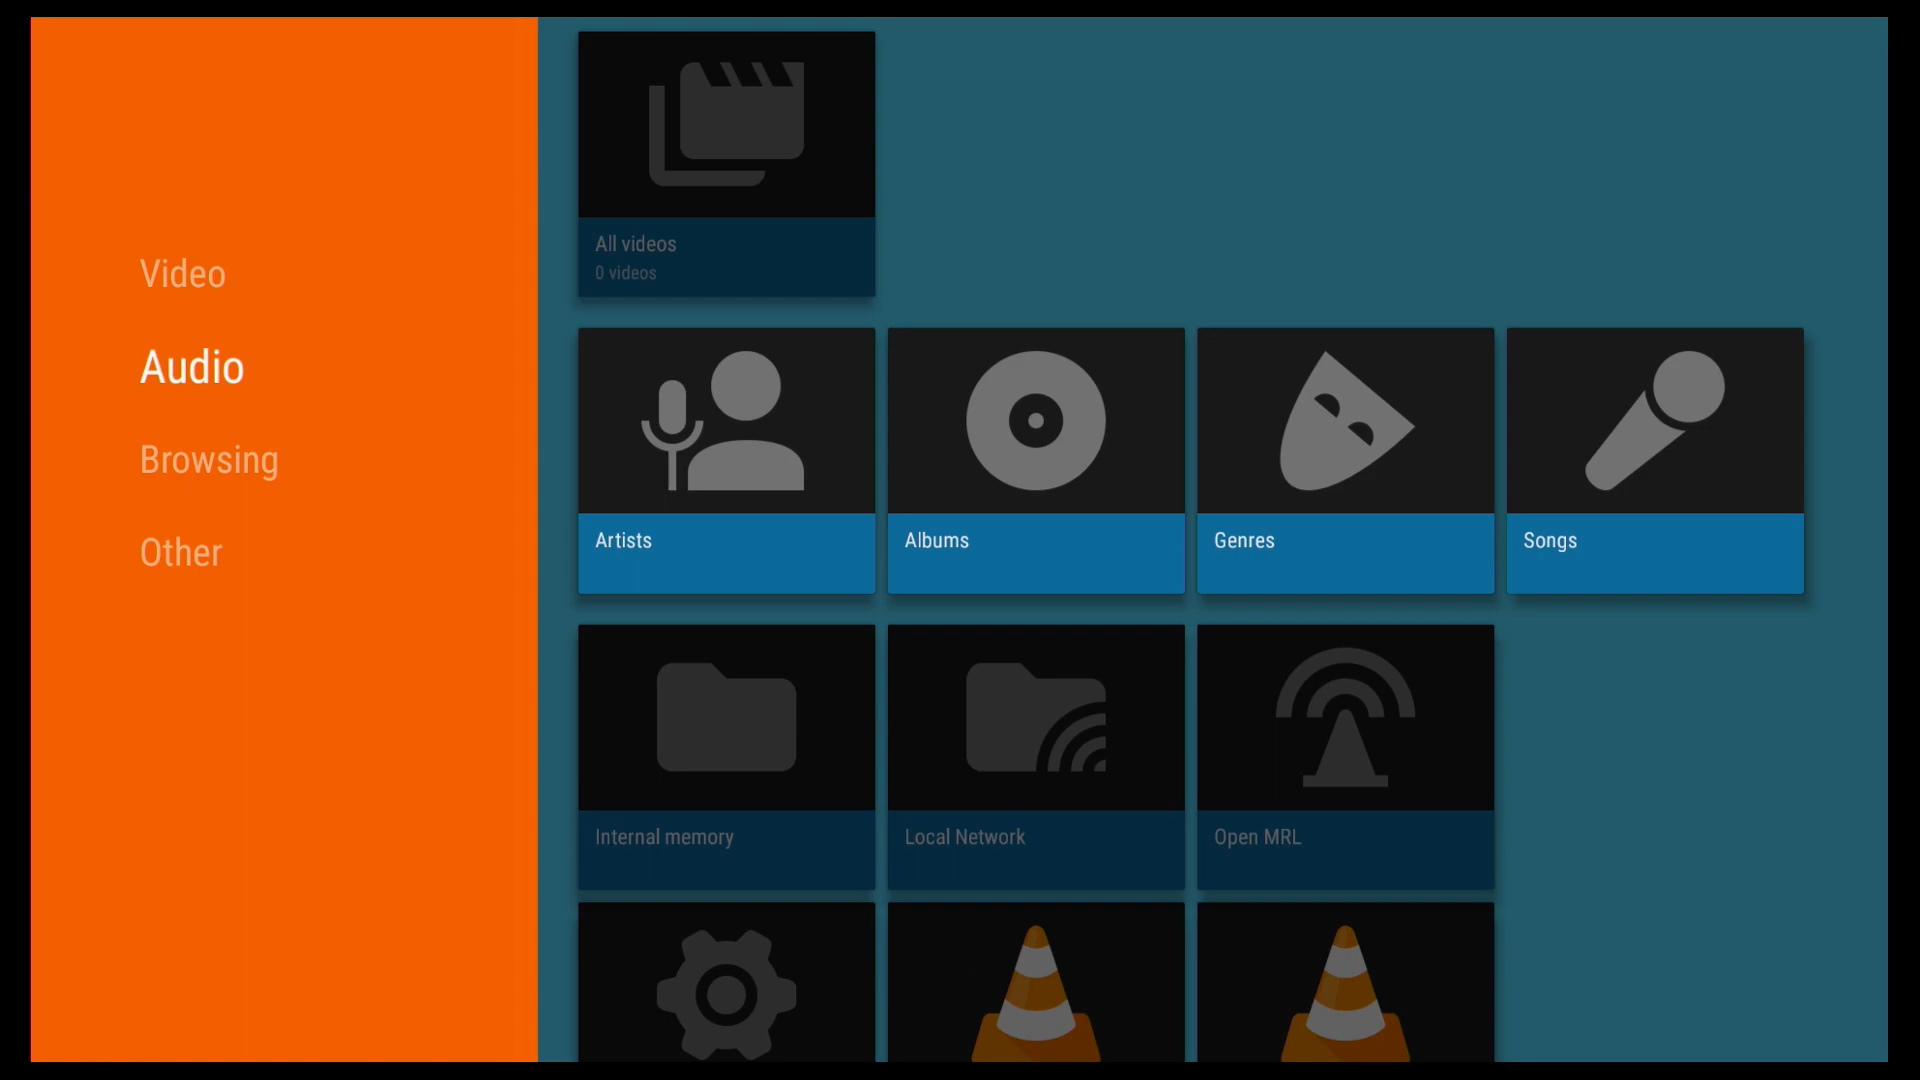 Video
Audio
Browsing
Other
All videos
0 videos
Artists
Albums
Genres
Songs
Internal memory
Local Network
Open MRL